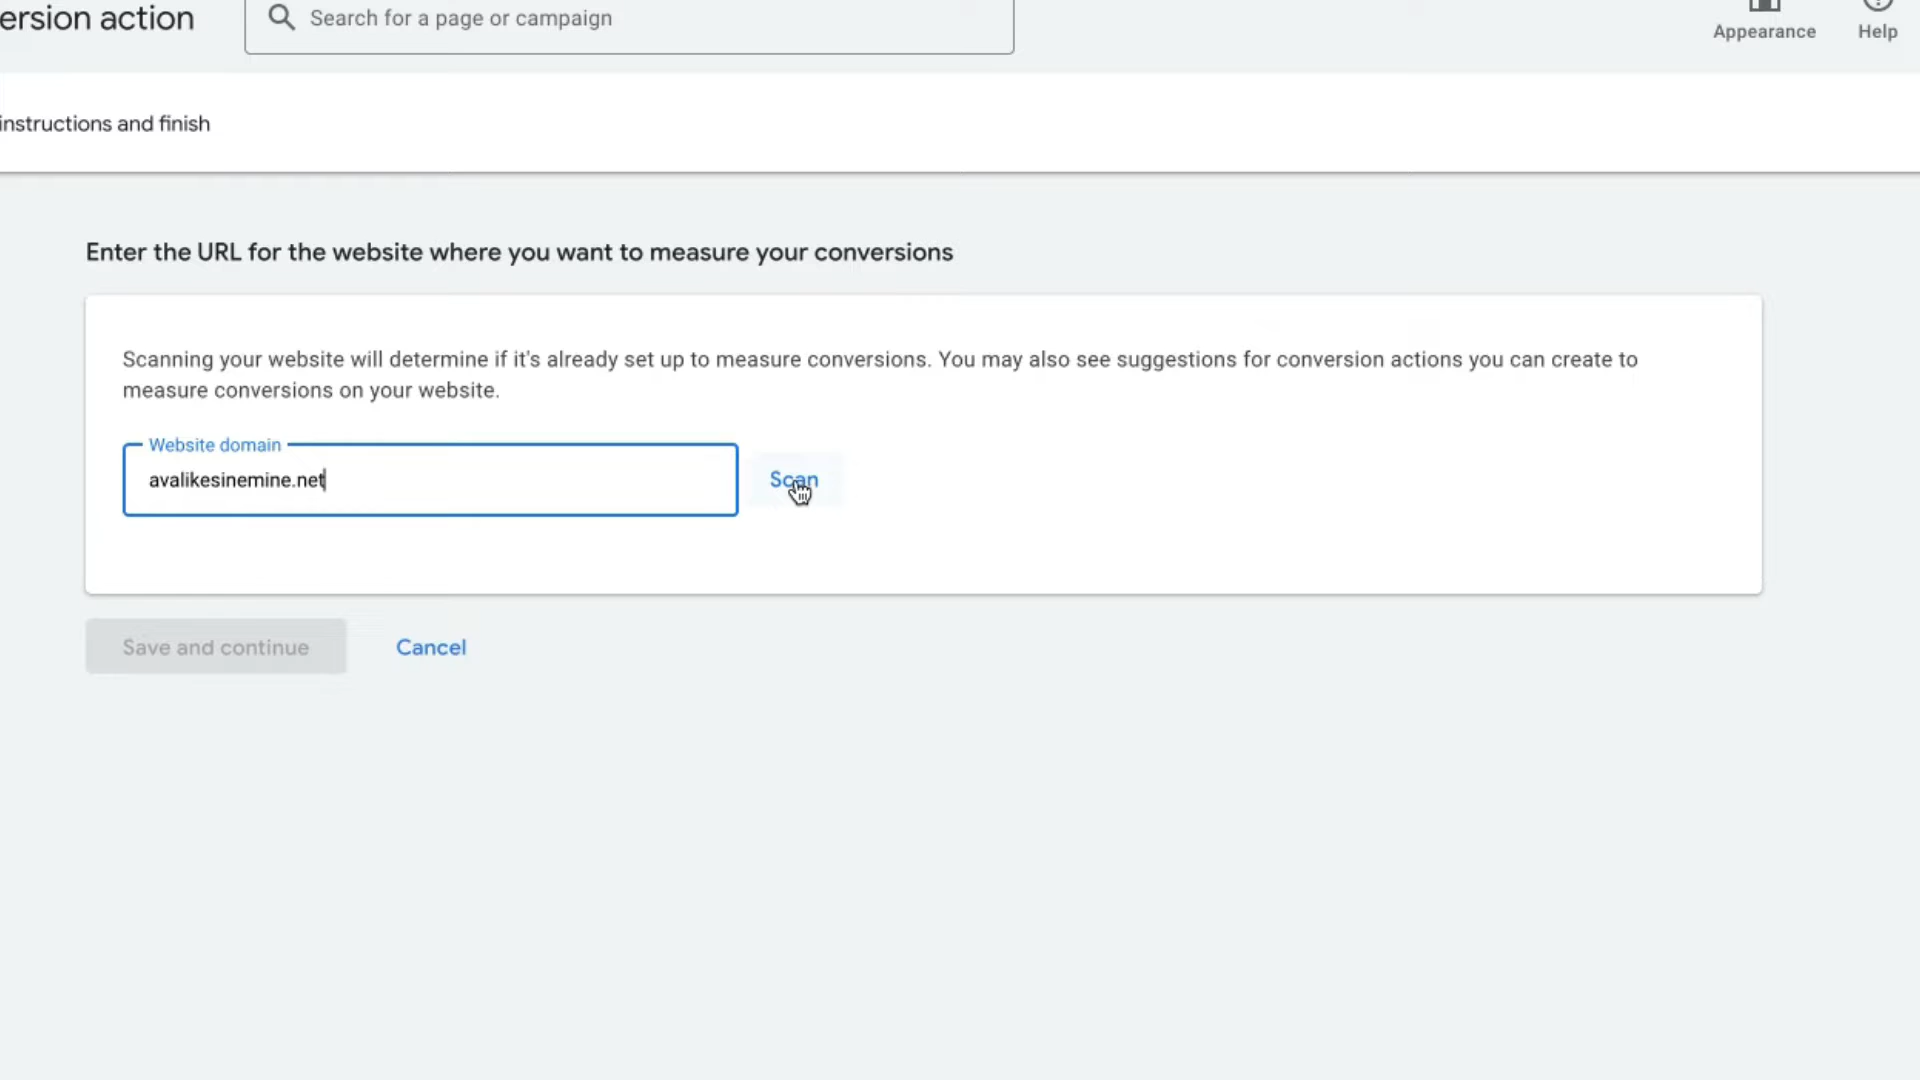 ersion action
Search for a page or campaign
Appearance
Help
instructions and finish
Enter the URL for the website where you want to measure your conversions
Scanning your website will determine if it's already set up to measure conversions. You may also see suggestions for conversion actions you can create to
measure conversions on your website.
Website domain
avalikesinemine.net
Scan
Save and continue
Cancel